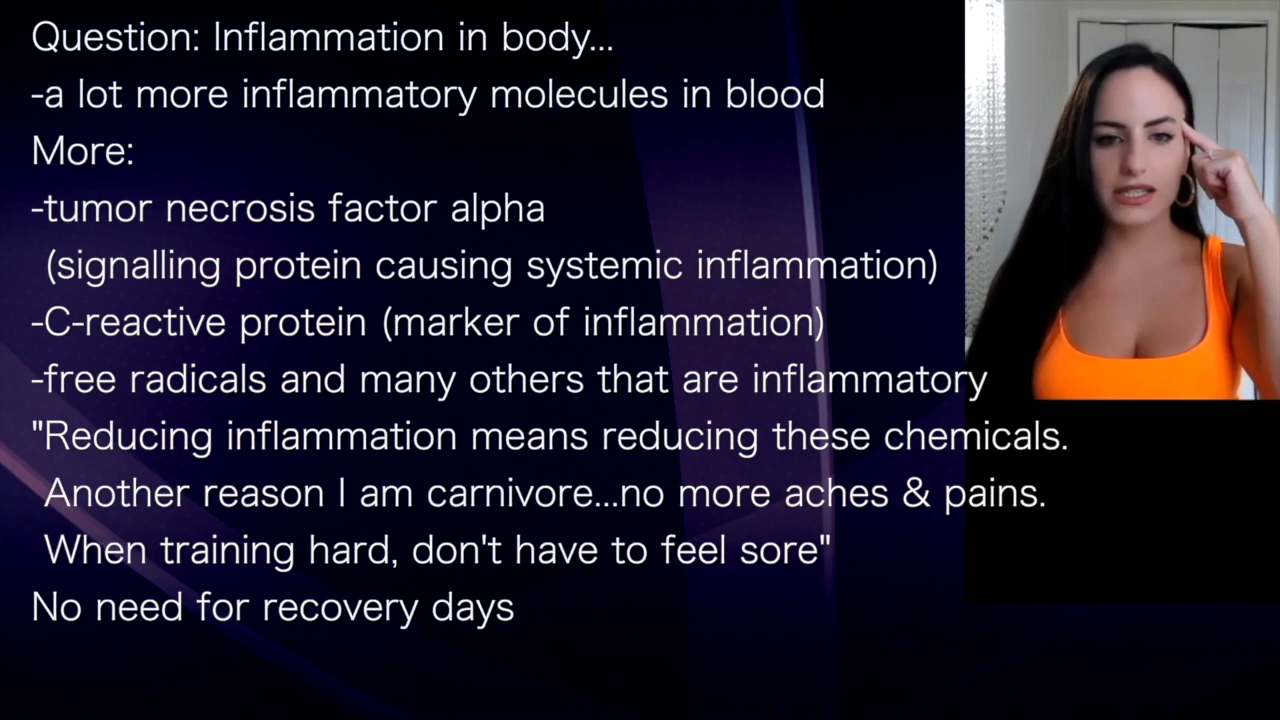 Question: Inflammation in body...
-a lot more inflammatory molecules in blood
More:
-tumor necrosis factor alpha
(signalling protein causing systemic inflammation)
-C-reactive protein (marker of inflammation)
-free radicals and many others that are inflammatory
"Reducing inflammation means reducing these chemicals.
Another reason I am carnivore...no more aches & pains.
When training hard, don't have to feel sore"
No need for recovery days